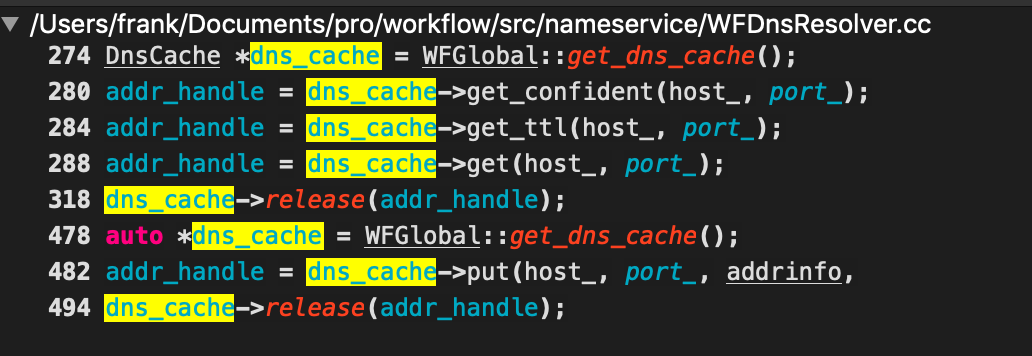 /Users/frank/Documents/pro/workflow/src/nameservice/WFDnsResolver.cc
274 DnsCache *dns_cache = WFGlobal::get_dns_cache();
280 addr_handle = dns_cache->get_confident(host_, port_);
284 addr_handle = dns_cache->get_ttl(host_, port_);
288 addr_handle = dns_cache->get(host_, port_);
318 dns_cache->release(addr_handle);
478 auto *dns_cache = WFGlobal::get_dns_cache();
482 addr_handle = dns_cache->put(host_, port_, addrinfo,
494 dns_cache->release(addr_handle);